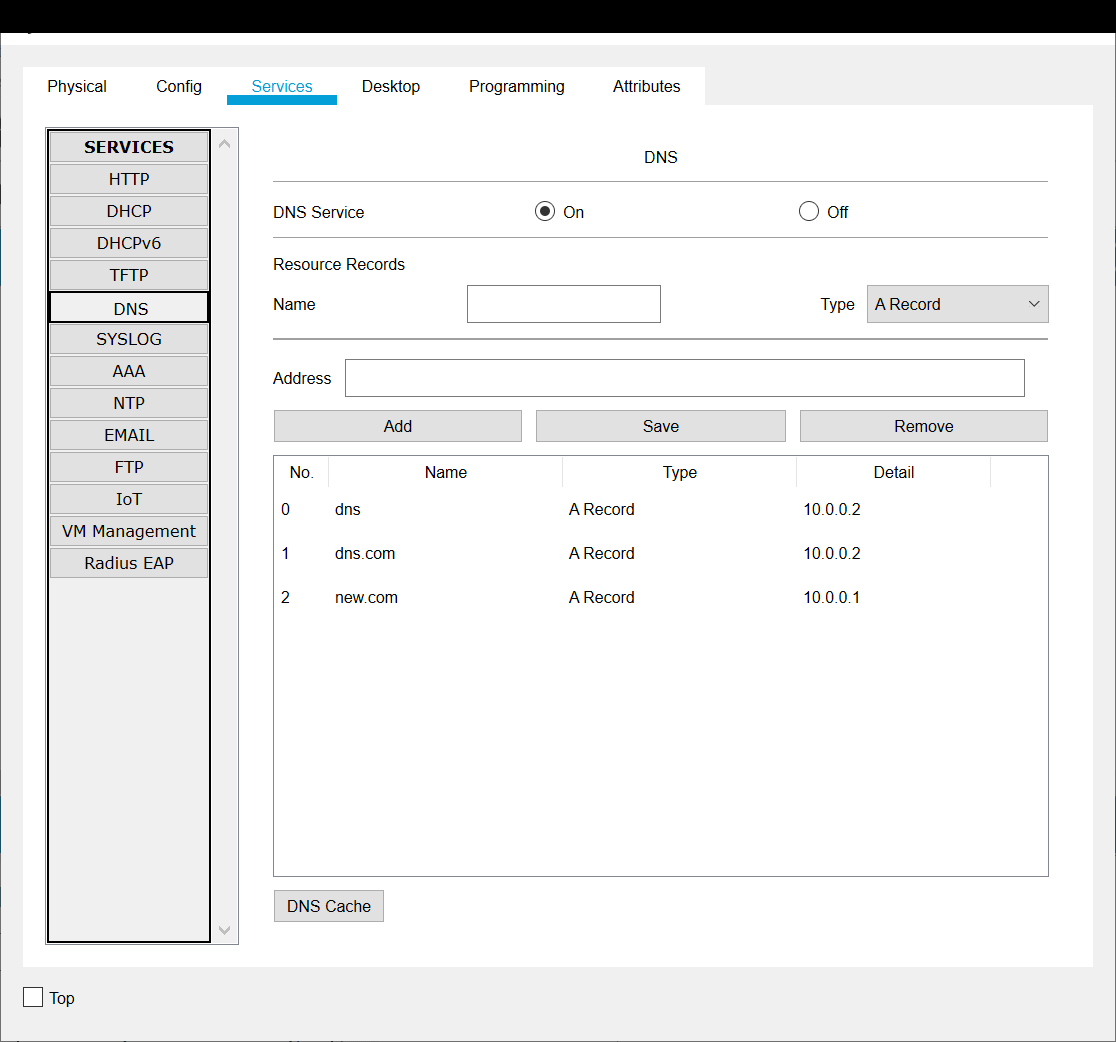 Physical Config Services Desktop Programming Attributes
SERVICES
HTTP
DHCP
DHCPv6
TFTP
DNS
SYSLOG
AAA
NTP
EMAIL
FTP
IoT
VM Management
Radius EAP
DNS
DNS Service On Off
Resource Records
Name Type A Record
Address
Add Save Remove
No. Name Type Detail
0 dns A Record 10.0.0.2
1 dns.com A Record 10.0.0.2
2 new.com A Record 10.0.0.1
DNS Cache
Top